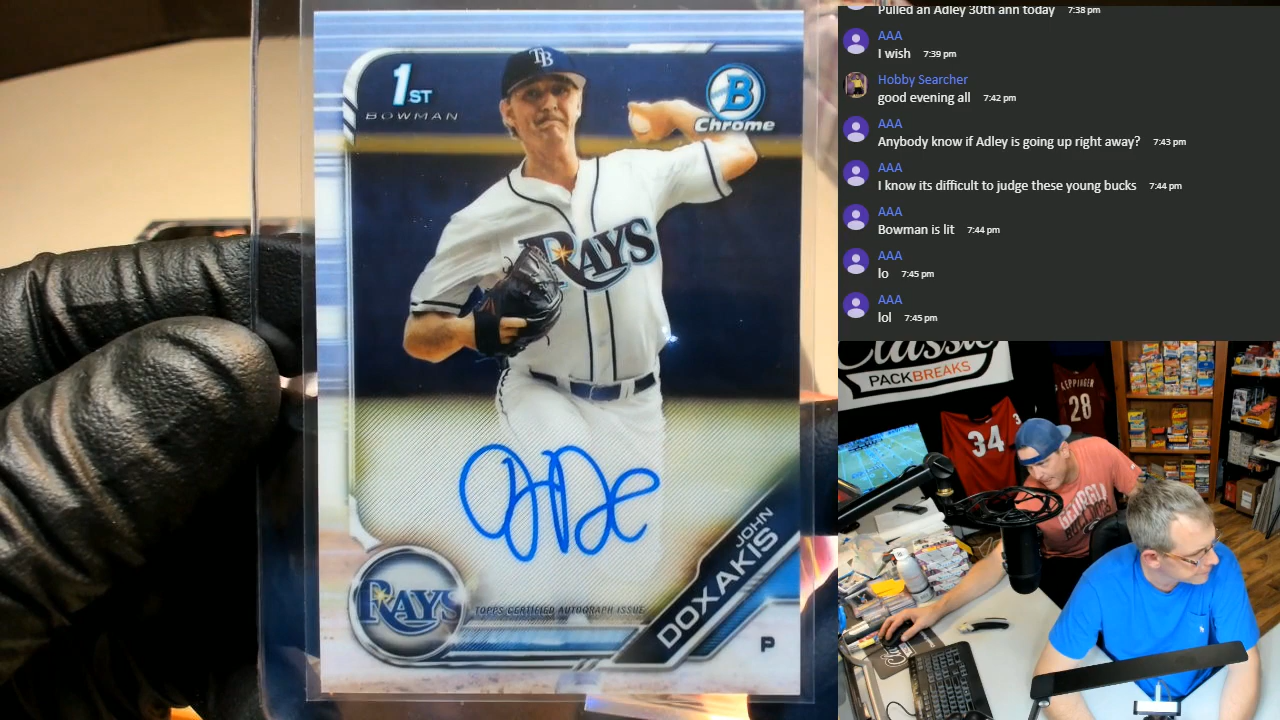 TB
1ST
BOWMAN
B
Chrome
RAYS
JOHN
DOXAKIS
RAYS
TOPPS CERTIFIED AUTOGRAPH ISSUE
P
Pulled an Adley 30th ann today 7:38 pm
AAA
I wish 7:39 pm
Hobby Searcher
good evening all 7:42 pm
AAA
Anybody know if Adley is going up right away? 7:43 pm
AAA
I know its difficult to judge these young bucks 7:44 pm
AAA
Bowman is lit 7:44 pm
AAA
lo 7:45 pm
AAA
lol 7:45 pm
Classic
PACKBREAKS
KEPPINGER
28
34
GEORGIA